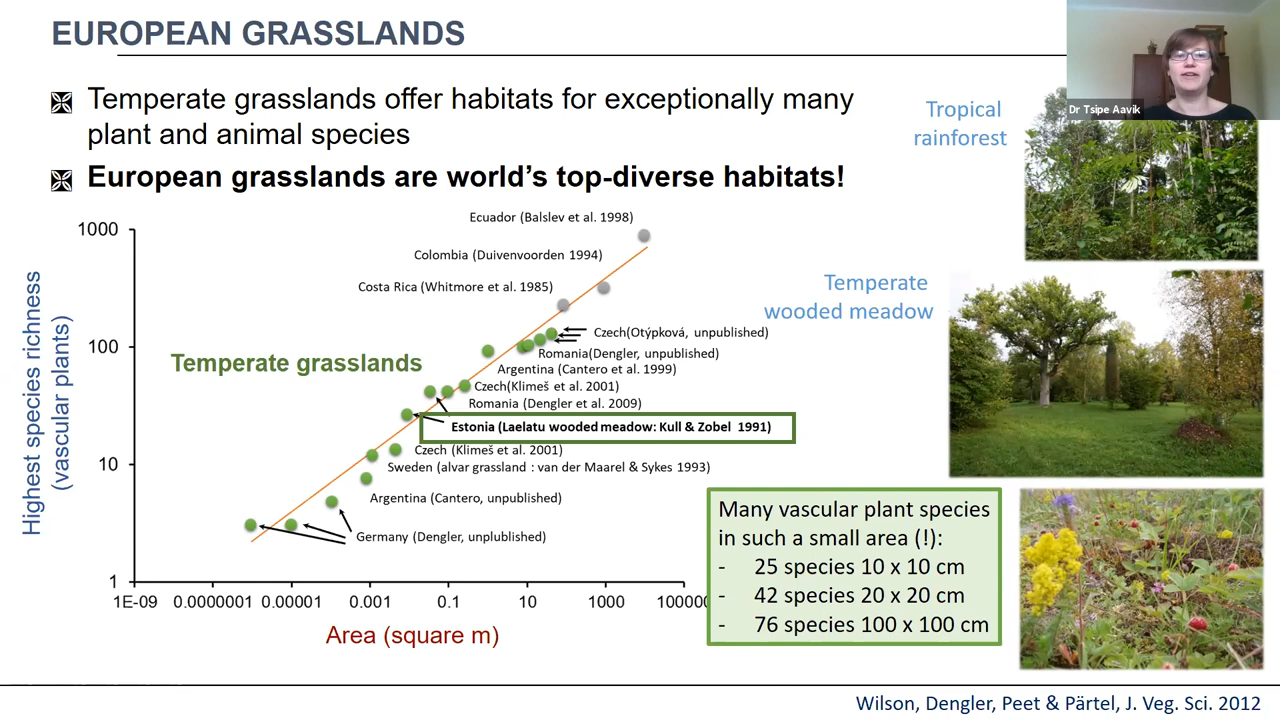 EUROPEAN GRASSLANDS
Temperate grasslands offer habitats for exceptionally many
plant and animal species
European grasslands are world's top-diverse habitats!
Dr Tsipe Aavik
Tropical
rainforest
Temperate
wooded meadow
Highest species richness
(vascular plants)
1000
100
10
1
Ecuador (Balslev et al. 1998)
Colombia (Duivenvoorden 1994)
Costa Rica (Whitmore et al. 1985)
Czech(Otýpková, unpublished)
Romania(Dengler, unpublished)
Temperate grasslands
Argentina (Cantero et al. 1999)
Czech(Klimeš et al. 2001)
Romania (Dengler et al. 2009)
Estonia (Laelatu wooded meadow: Kull & Zobel 1991)
Czech (Klimeš et al. 2001)
Sweden (alvar grassland : van der Maarel & Sykes 1993)
Argentina (Cantero, unpublished)
Germany (Dengler, unplublished)
1E-09 0.0000001 0.00001 0.001 0.1 10 1000 100000
Area (square m)
Many vascular plant species
in such a small area (!):
- 25 species 10 x 10 cm
- 42 species 20 x 20 cm
- 76 species 100 x 100 cm
Wilson, Dengler, Peet & Pärtel, J. Veg. Sci. 2012